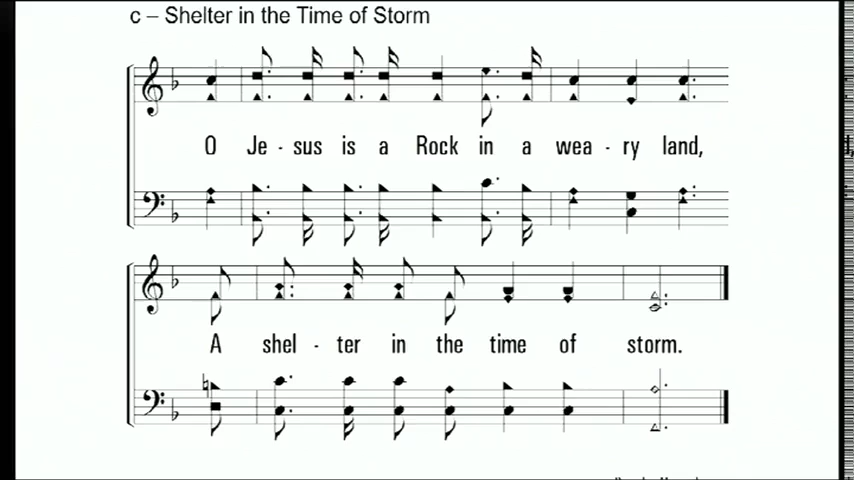 c – Shelter in the Time of Storm
O Je - sus is a Rock in a wea - ry land,
A shel - ter in the time of storm.